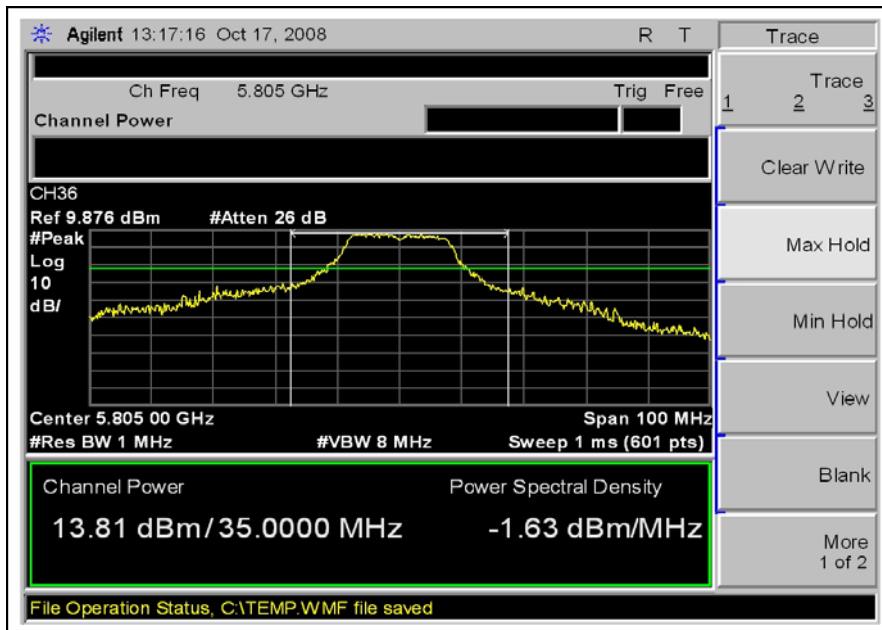 Agilent 13:17:16 Oct 17, 2008 R T
Trace
Ch Freq 5.805 GHz Trig Free
Channel Power
Trace
1 2 3
Clear Write
CH36
Ref 9.876 dBm #Atten 26 dB
#Peak
Log
10
dB/
Max Hold
Min Hold
View
Center 5.805 00 GHz Span 100 MHz
#Res BW 1 MHz #VBW 8 MHz Sweep 1 ms (601 pts)
Channel Power Power Spectral Density
13.81 dBm/35.0000 MHz -1.63 dBm/MHz
Blank
More
1 of 2
File Operation Status, C:\TEMP.WMF file saved